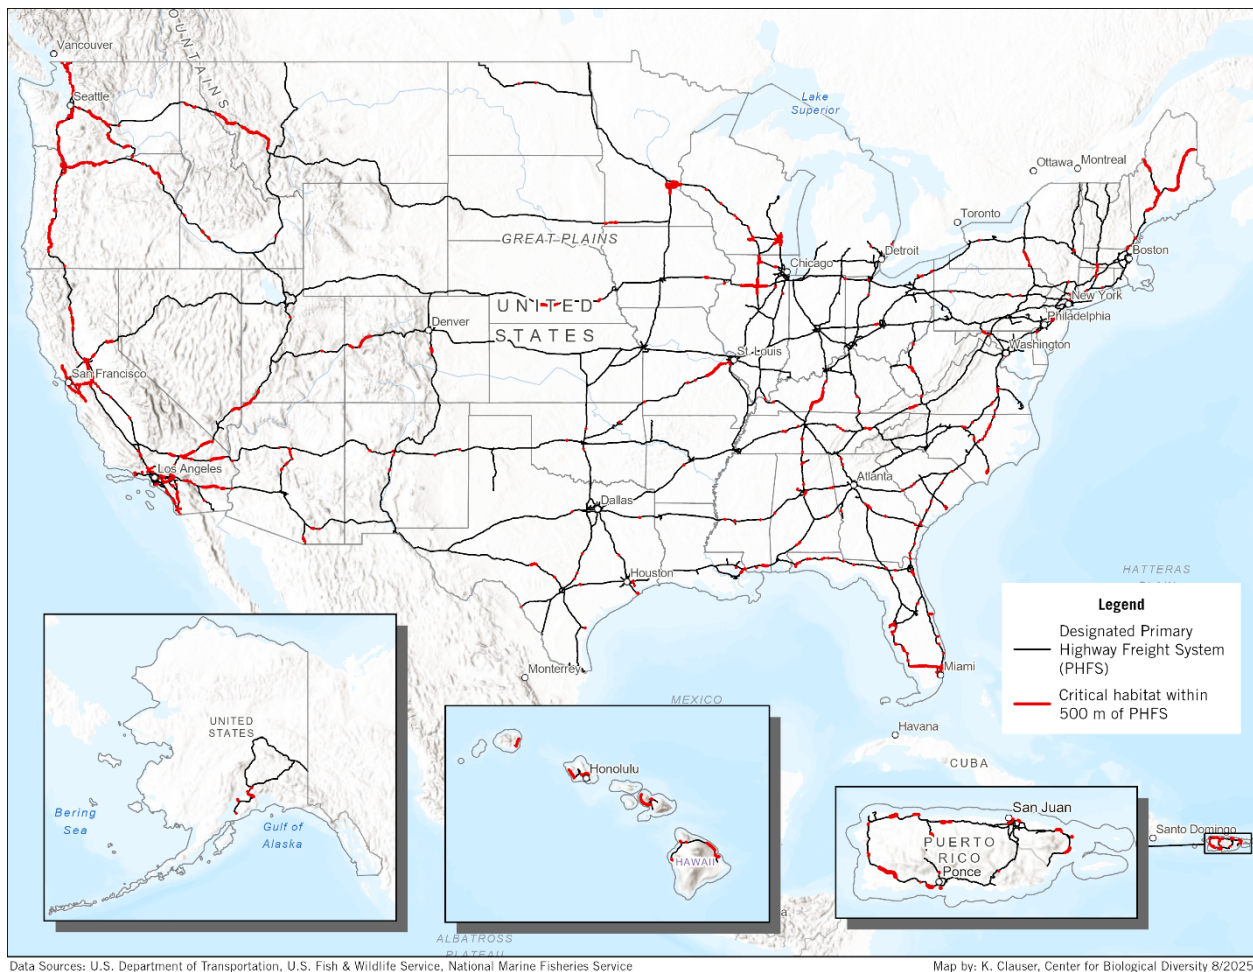 Vancouver
OUNTAINS
Seattle
Lake
Superior
Ottawa
Montreal
Toronto
GREAT PLAINS
Detroit
Boston
Chicago
New York
UNITED
STATES
Denver
Philadelphia
St. Louis
Washington
San Francisco
Los Angeles
Atlanta
Dallas
Houston
HATTERAS
Monterrey
Miami
MEXICO
Havana
CUBA
Santo Domingo
Legend
Designated Primary
Highway Freight System
(PHFS)
Critical habitat within
500 m of PHFS
UNITED
STATES
Bering
Sea
Gulf of
Alaska
Honolulu
HAWAII
San Juan
PUERTO
RICO
Ponce
ALBATROSS
Data Sources: U.S. Department of Transportation, U.S. Fish & Wildlife Service, National Marine Fisheries Service
Map by: K. Clauser, Center for Biological Diversity 8/2025